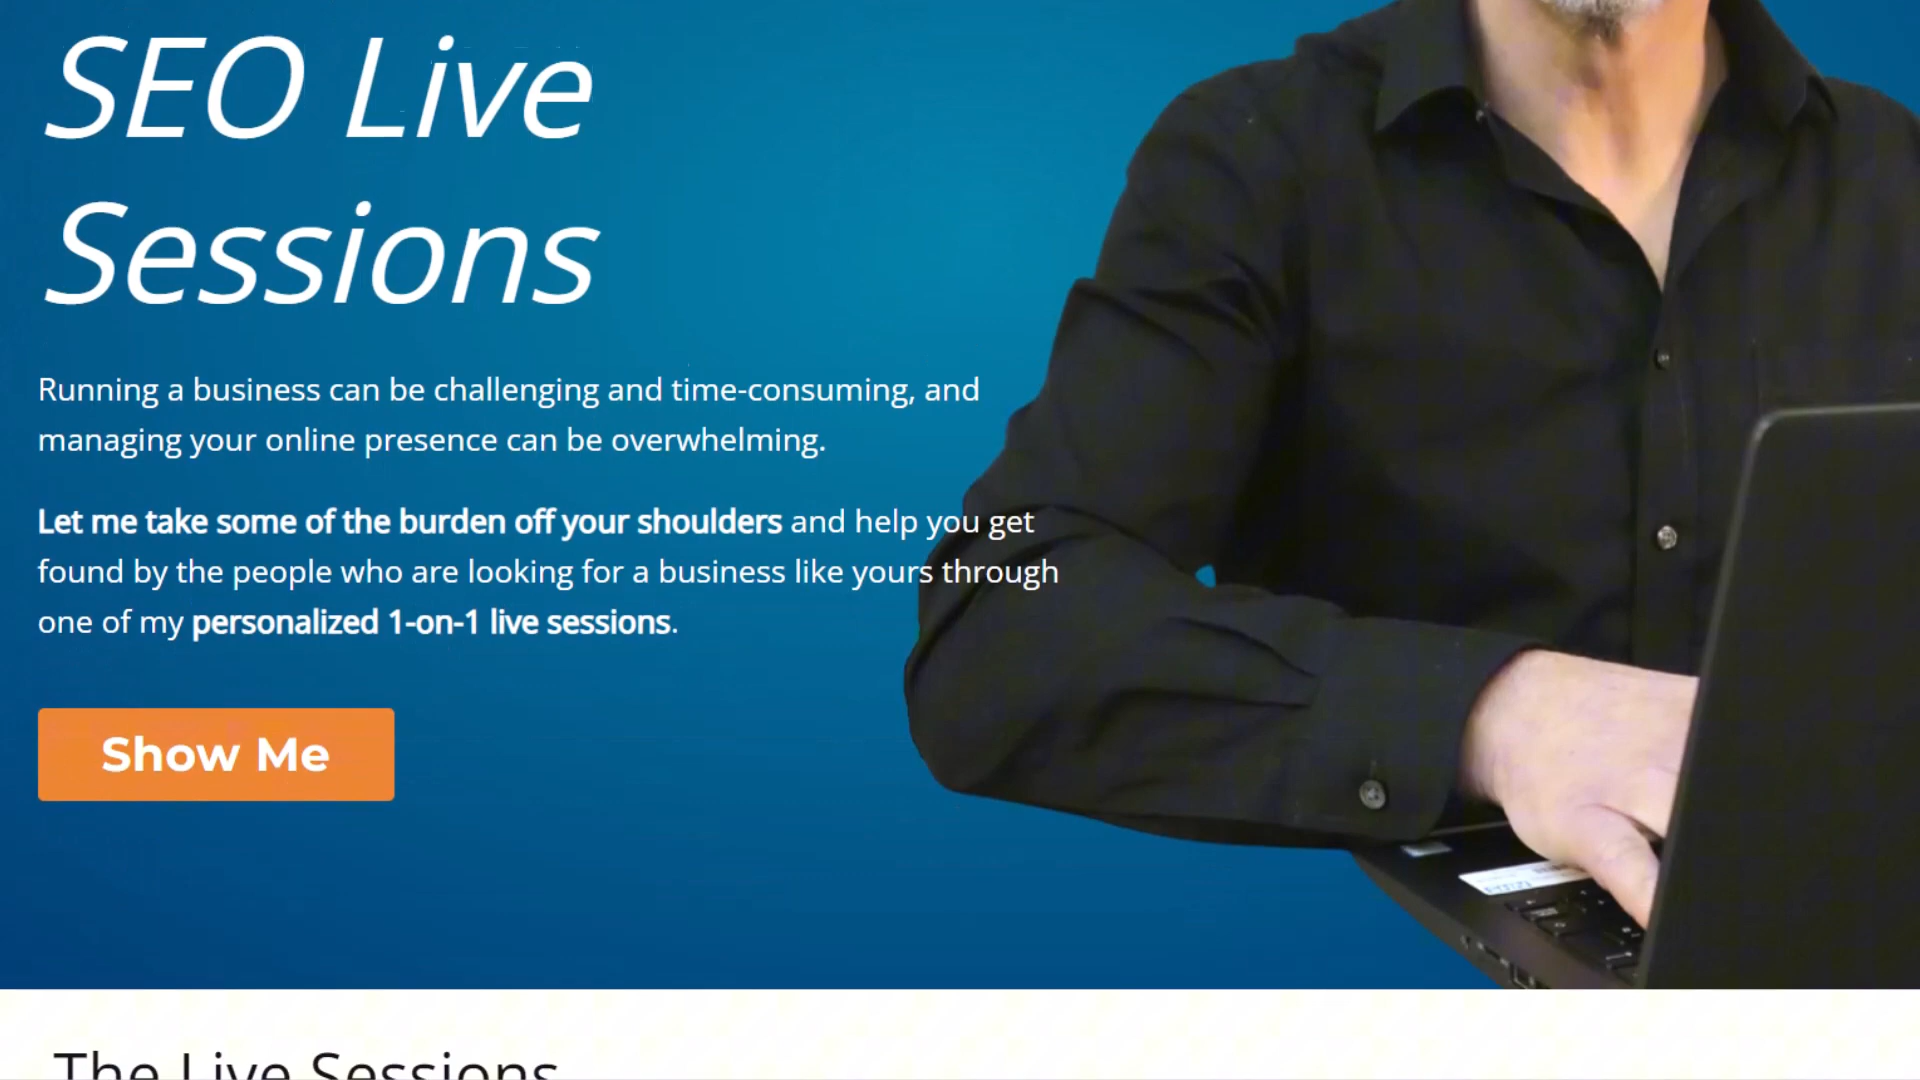 SEO Live
Sessions
Running a business can be challenging and time-consuming, and
managing your online presence can be overwhelming.
Let me take some of the burden off your shoulders and help you get
found by the people who are looking for a business like yours through
one of my personalized 1-on-1 live sessions.
Show Me
The Live Sessions